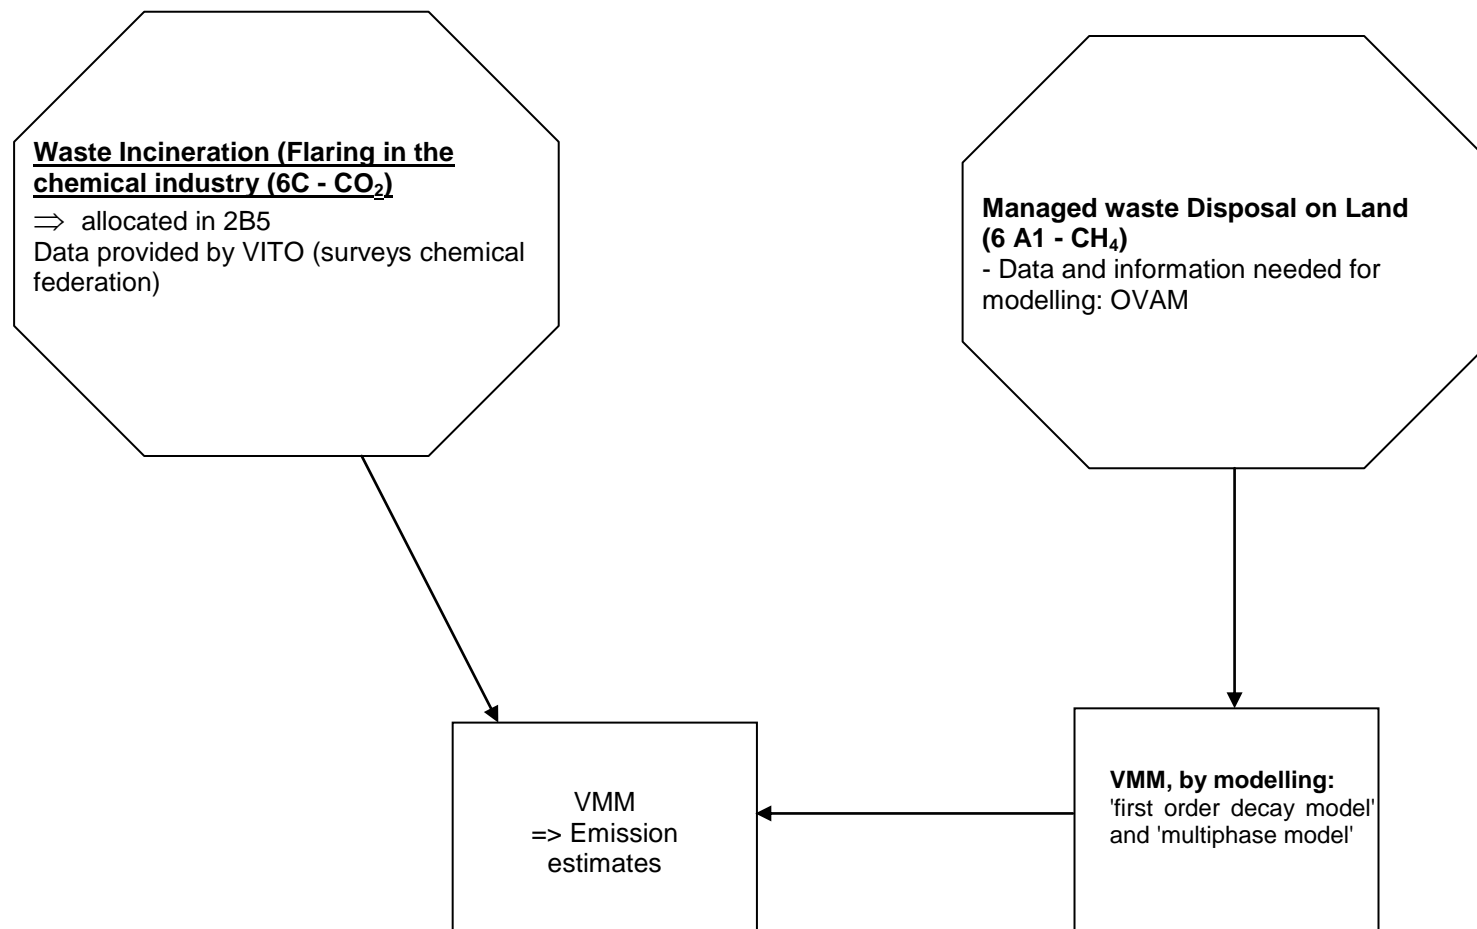 Waste Incineration (Flaring in the
chemical industry (6C - CO₂)
⇒ allocated in 2B5
Data provided by VITO (surveys chemical
federation)
Managed waste Disposal on Land
(6 A1 - CH₄)
- Data and information needed for
modelling: OVAM
VMM
=> Emission
estimates
VMM, by modelling:
'first order decay model'
and 'multiphase model'